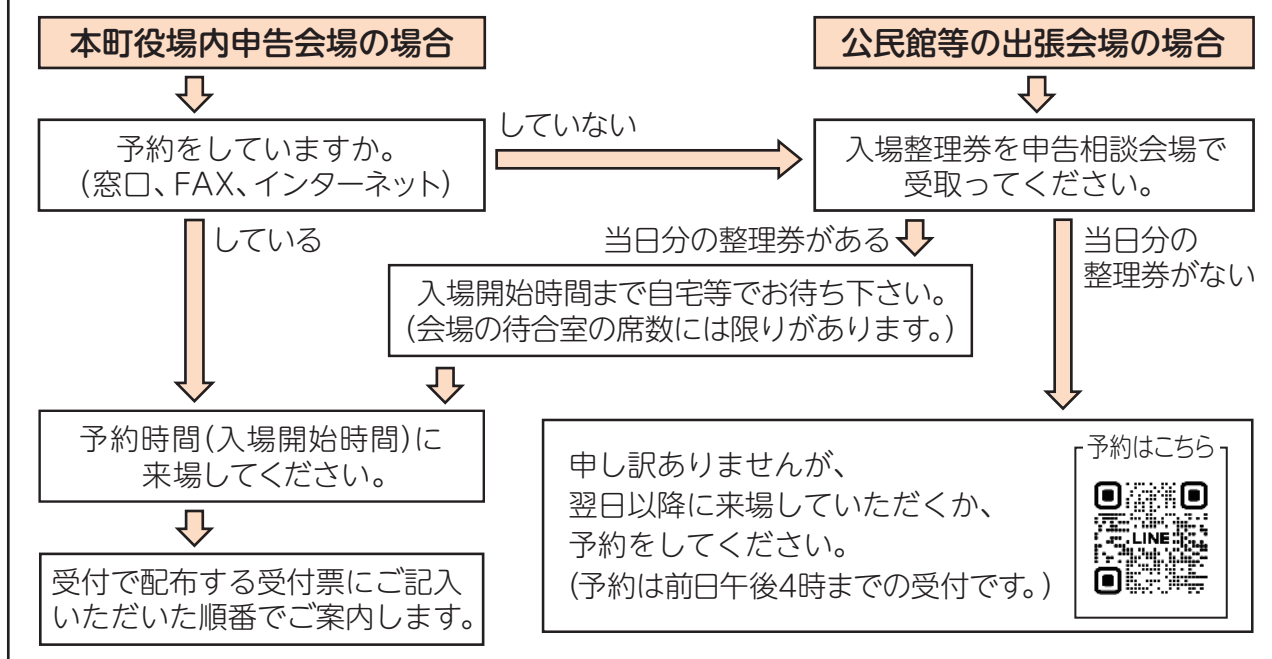 本町役場内申告会場の場合
公民館等の出張会場の場合
予約をしていますか。
(窓口、FAX、インターネット)
していない
入場整理券を申告相談会場で
受取ってください。
している
当日分の整理券がある
当日分の
整理券がない
入場開始時間まで自宅等でお待ち下さい。
(会場の待合室の席数には限りがあります。)
予約時間(入場開始時間)に
来場してください。
申し訳ありませんが、
翌日以降に来場していただくか、
予約をしてください。
(予約は前日午後4時までの受付です。)
予約はこちら
LINE
受付で配布する受付票にご記入
いただいた順番でご案内します。